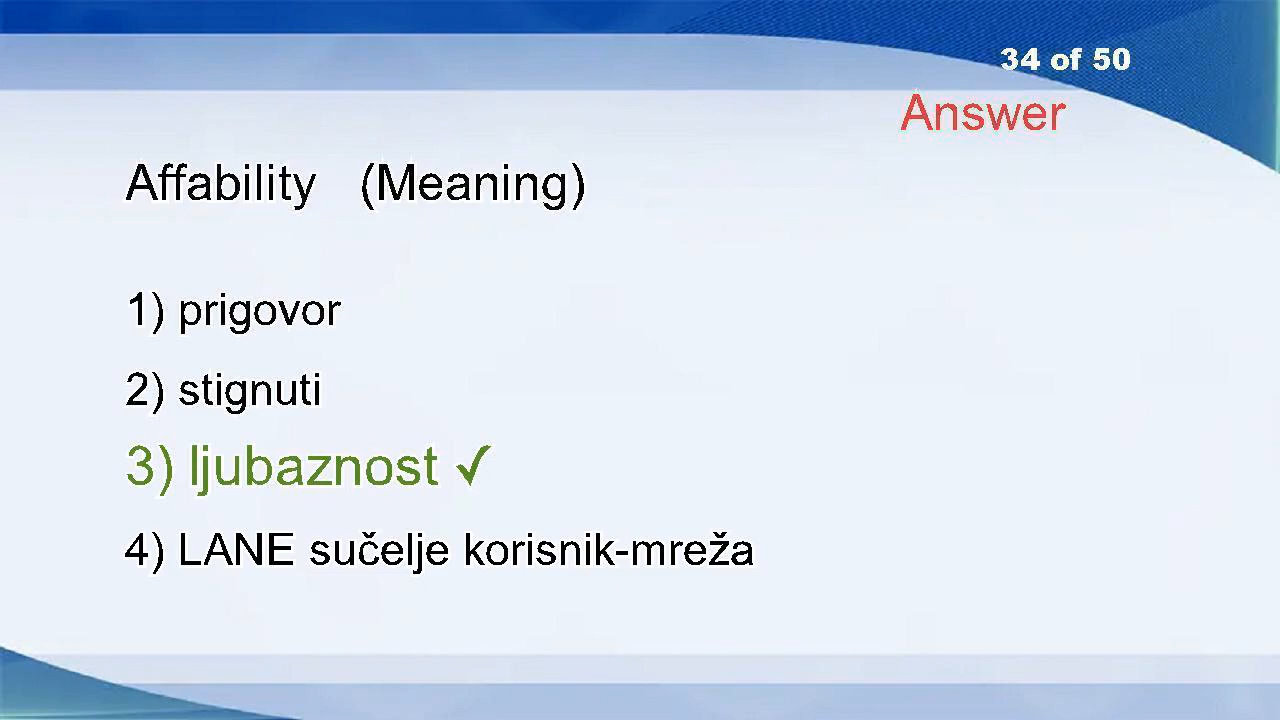 34 of 50
Answer
Affability (Meaning)
1) prigovor
2) stignuti
3) ljubaznost ✓
4) LANE sučelje korisnik-mreža